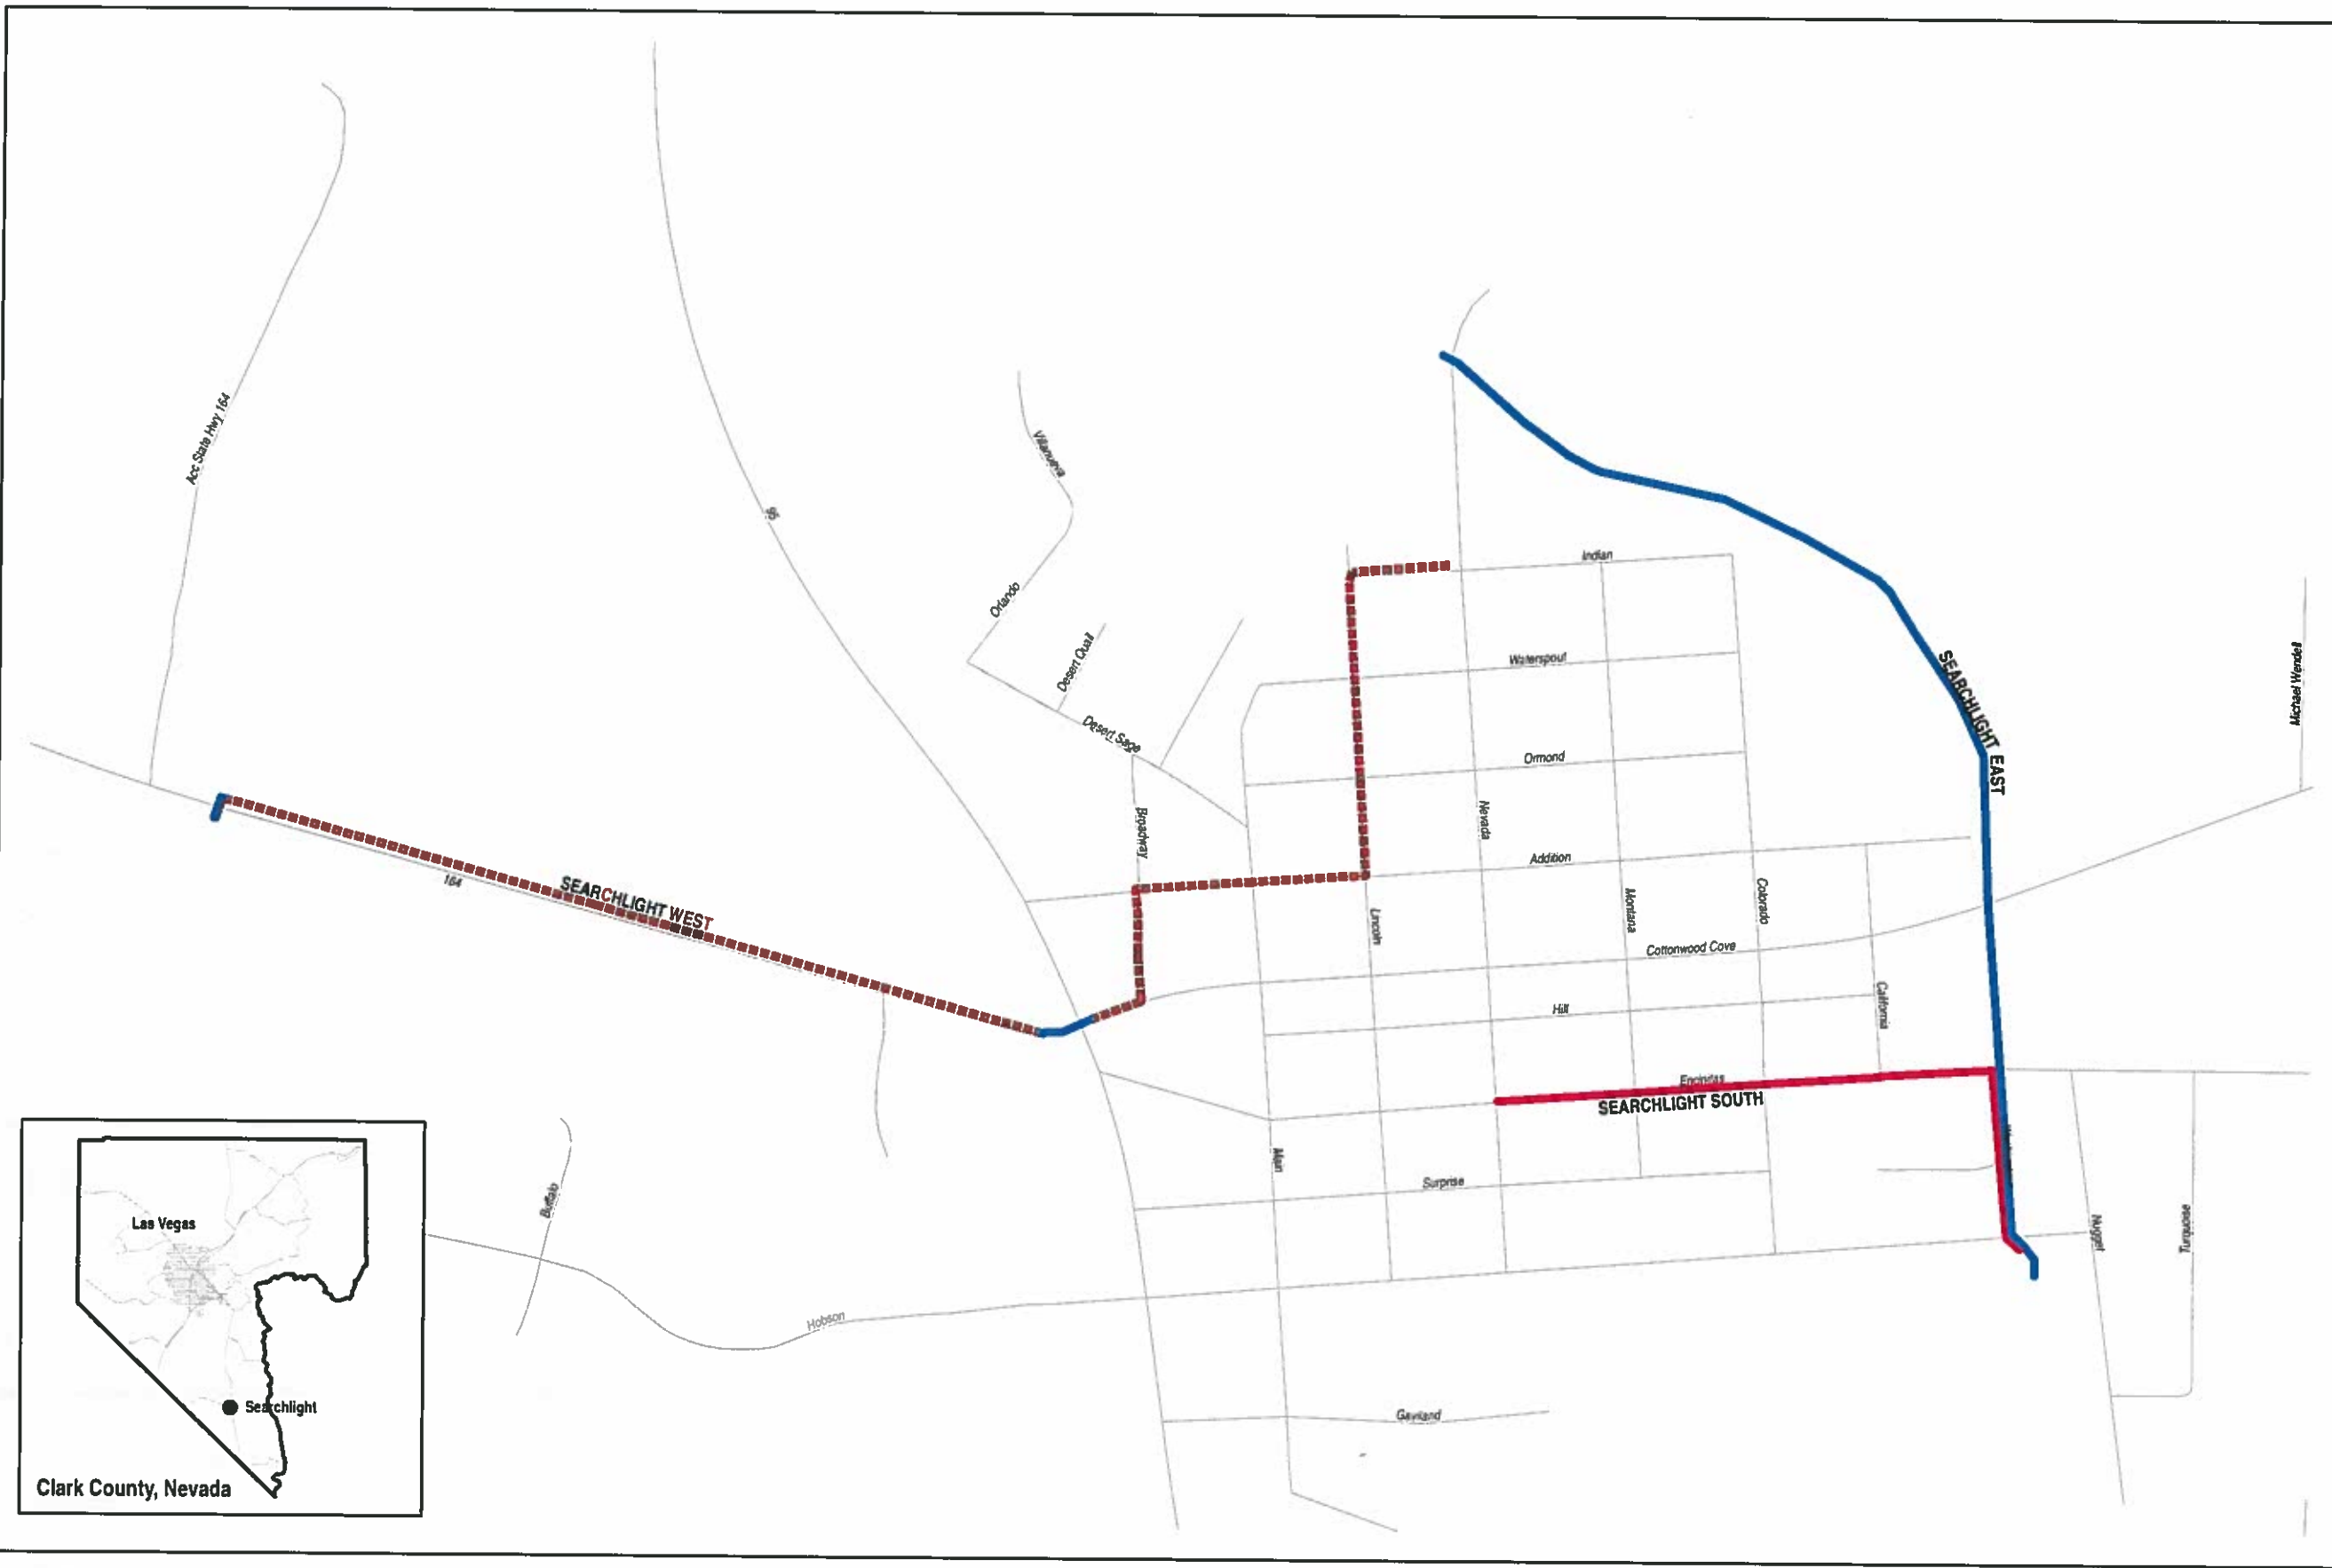 Acc State Hwy 164
95
Orlando
Desert Quail
Desert Sage
Indian
Waterspout
Ormond
SEARCHLIGHT EAST
Michael Wendell
Broadway
Nevada
Addition
164
SEARCHLIGHT WEST
Lincoln
Montana
Colorado
Cottonwood Cove
California
Hill
Encinitas
SEARCHLIGHT SOUTH
Main
Surprise
Buffalo
Nugget
Turquoise
Hobson
Las Vegas
Searchlight
Clark County, Nevada